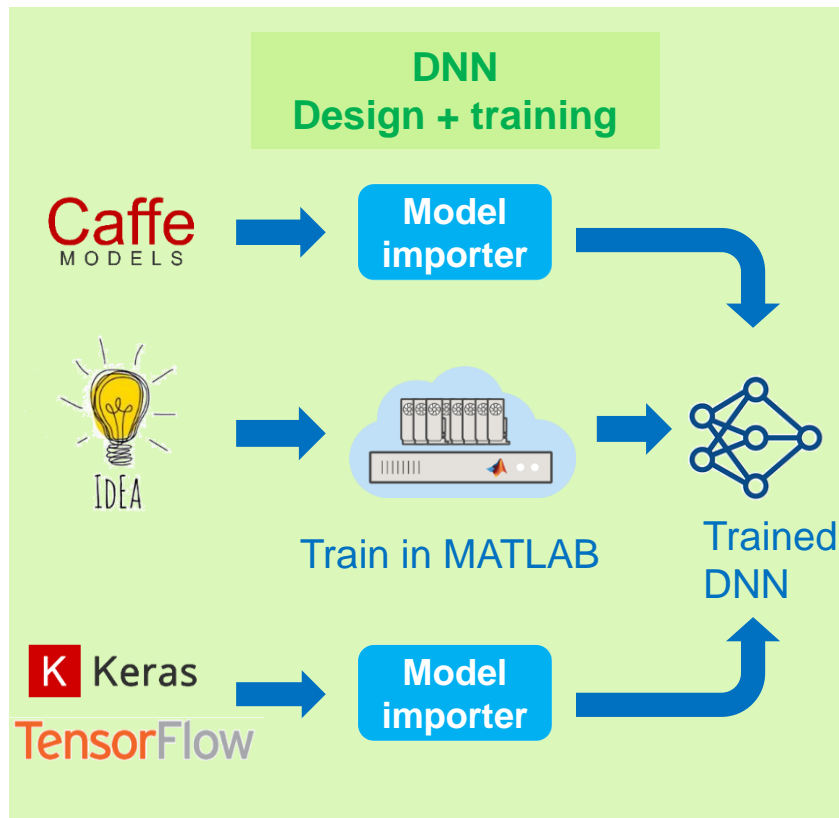 DNN
Design + training
Caffe
MODELS
Model
importer
IDEA
Train in MATLAB
Trained
DNN
K Keras
TensorFlow
Model
importer